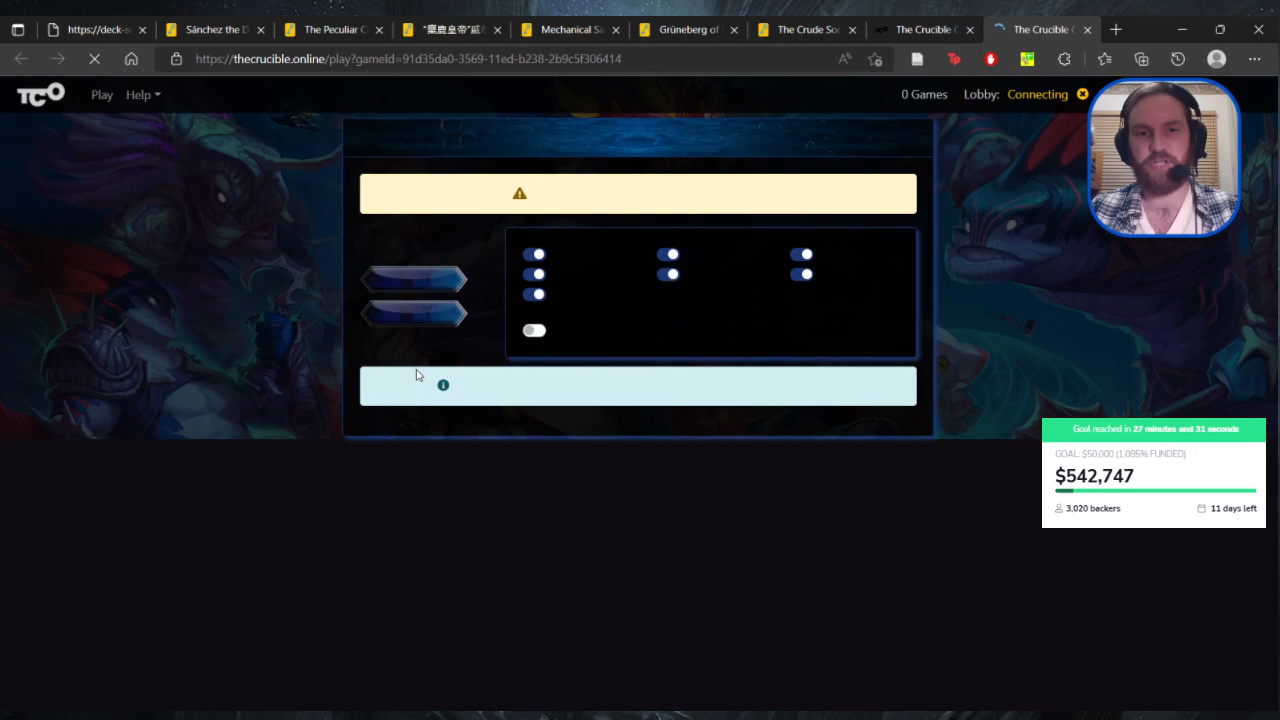 https://deck-s
Sánchez the D
The Peculiar C
"麋鹿皇帝"威
Mechanical Sa
Grüneberg of
The Crude Sou
The Crucible C
The Crucible C
https://thecrucible.online/play?gameId=91d35da0-3569-11ed-b238-2b9c5f306414
TCO
Play
Help
0 Games
Lobby:
Connecting
Goal reached in 27 minutes and 31 seconds
GOAL: $50,000 (1,085% FUNDED)
$542,747
3,020 backers
11 days left